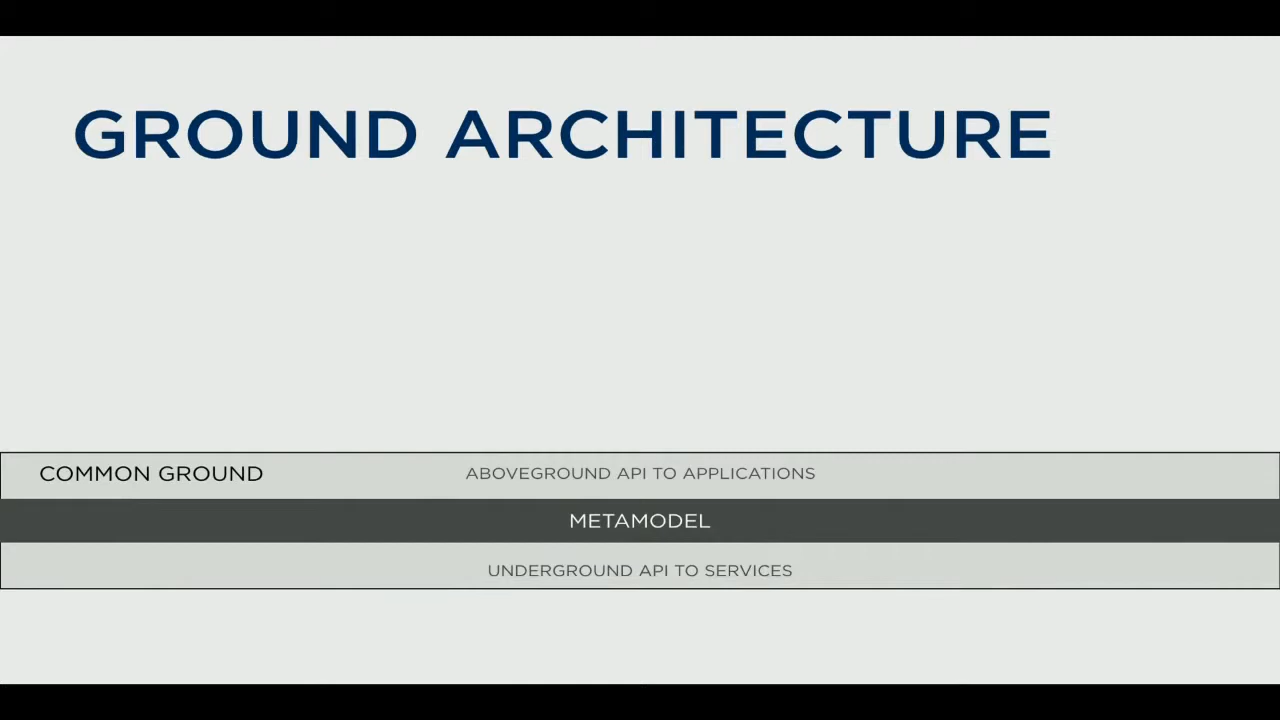 GROUND ARCHITECTURE
COMMON GROUND
ABOVEGROUND API TO APPLICATIONS
METAMODEL
UNDERGROUND API TO SERVICES